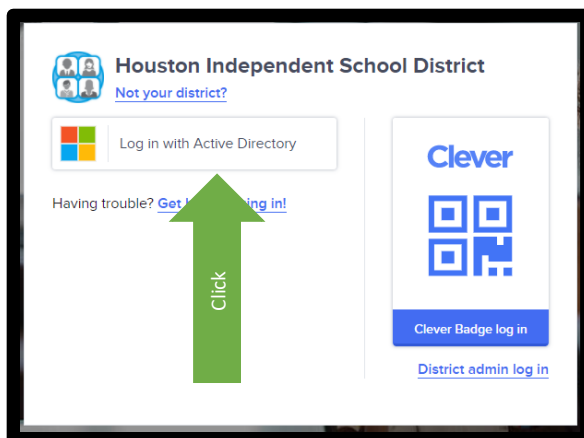 Houston Independent School District
Not your district?
Log in with Active Directory
Having trouble? Get ing in!
Click
Clever
Clever Badge log in
District admin log in